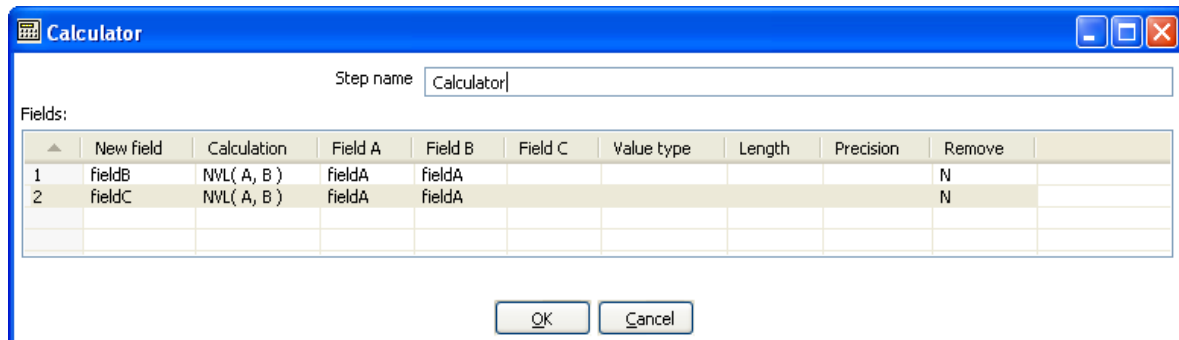 Calculator
Step name Calculator
Fields:
New field Calculation Field A Field B Field C Value type Length Precision Remove
1 fieldB NVL( A, B ) fieldA fieldA N
2 fieldC NVL( A, B ) fieldA fieldA N
OK Cancel